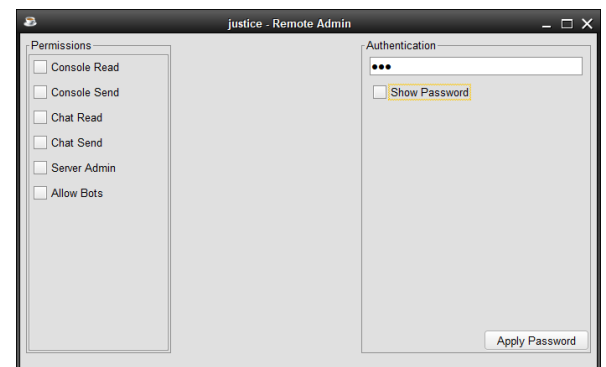 justice - Remote Admin
Permissions
Console Read
Console Send
Chat Read
Chat Send
Server Admin
Allow Bots
Authentication
●●●
Show Password
Apply Password